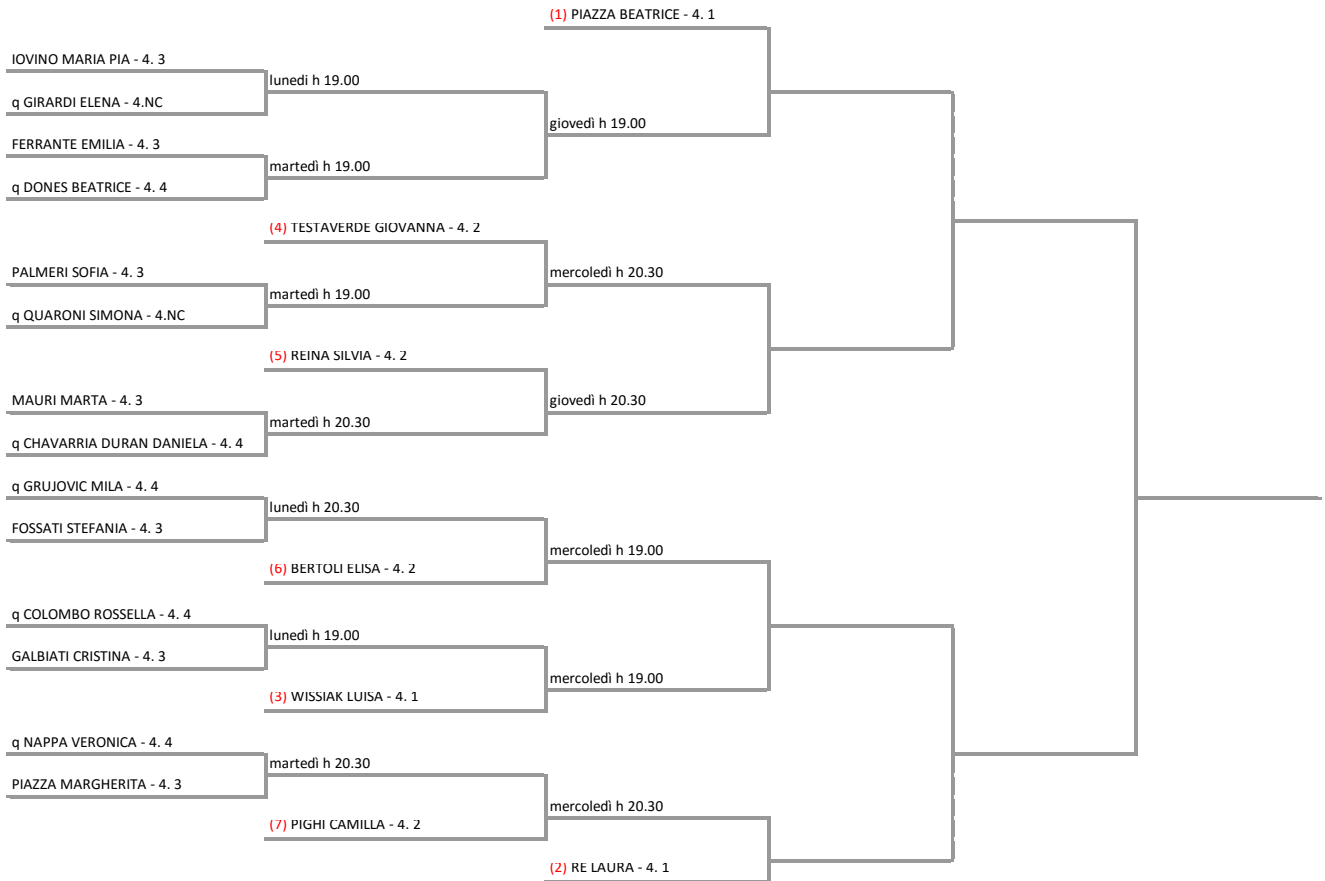 (1) PIAZZA BEATRICE - 4. 1
IOVINO MARIA PIA - 4. 3
lunedi h 19.00
q GIRARDI ELENA - 4.NC
giovedì h 19.00
FERRANTE EMILIA - 4. 3
martedì h 19.00
q DONES BEATRICE - 4. 4
(4) TESTAVERDE GIOVANNA - 4. 2
PALMERI SOFIA - 4. 3
mercoledì h 20.30
martedì h 19.00
q QUARONI SIMONA - 4.NC
(5) REINA SILVIA - 4. 2
MAURI MARTA - 4. 3
giovedì h 20.30
martedì h 20.30
q CHAVARRIA DURAN DANIELA - 4. 4
q GRUJOVIC MILA - 4. 4
lunedì h 20.30
FOSSATI STEFANIA - 4. 3
mercoledì h 19.00
(6) BERTOLI ELISA - 4. 2
q COLOMBO ROSSELLA - 4. 4
lunedì h 19.00
GALBIATI CRISTINA - 4. 3
mercoledì h 19.00
(3) WISSIAK LUISA - 4. 1
q NAPPA VERONICA - 4. 4
martedì h 20.30
PIAZZA MARGHERITA - 4. 3
mercoledì h 20.30
(7) PIGHI CAMILLA - 4. 2
(2) RE LAURA - 4. 1